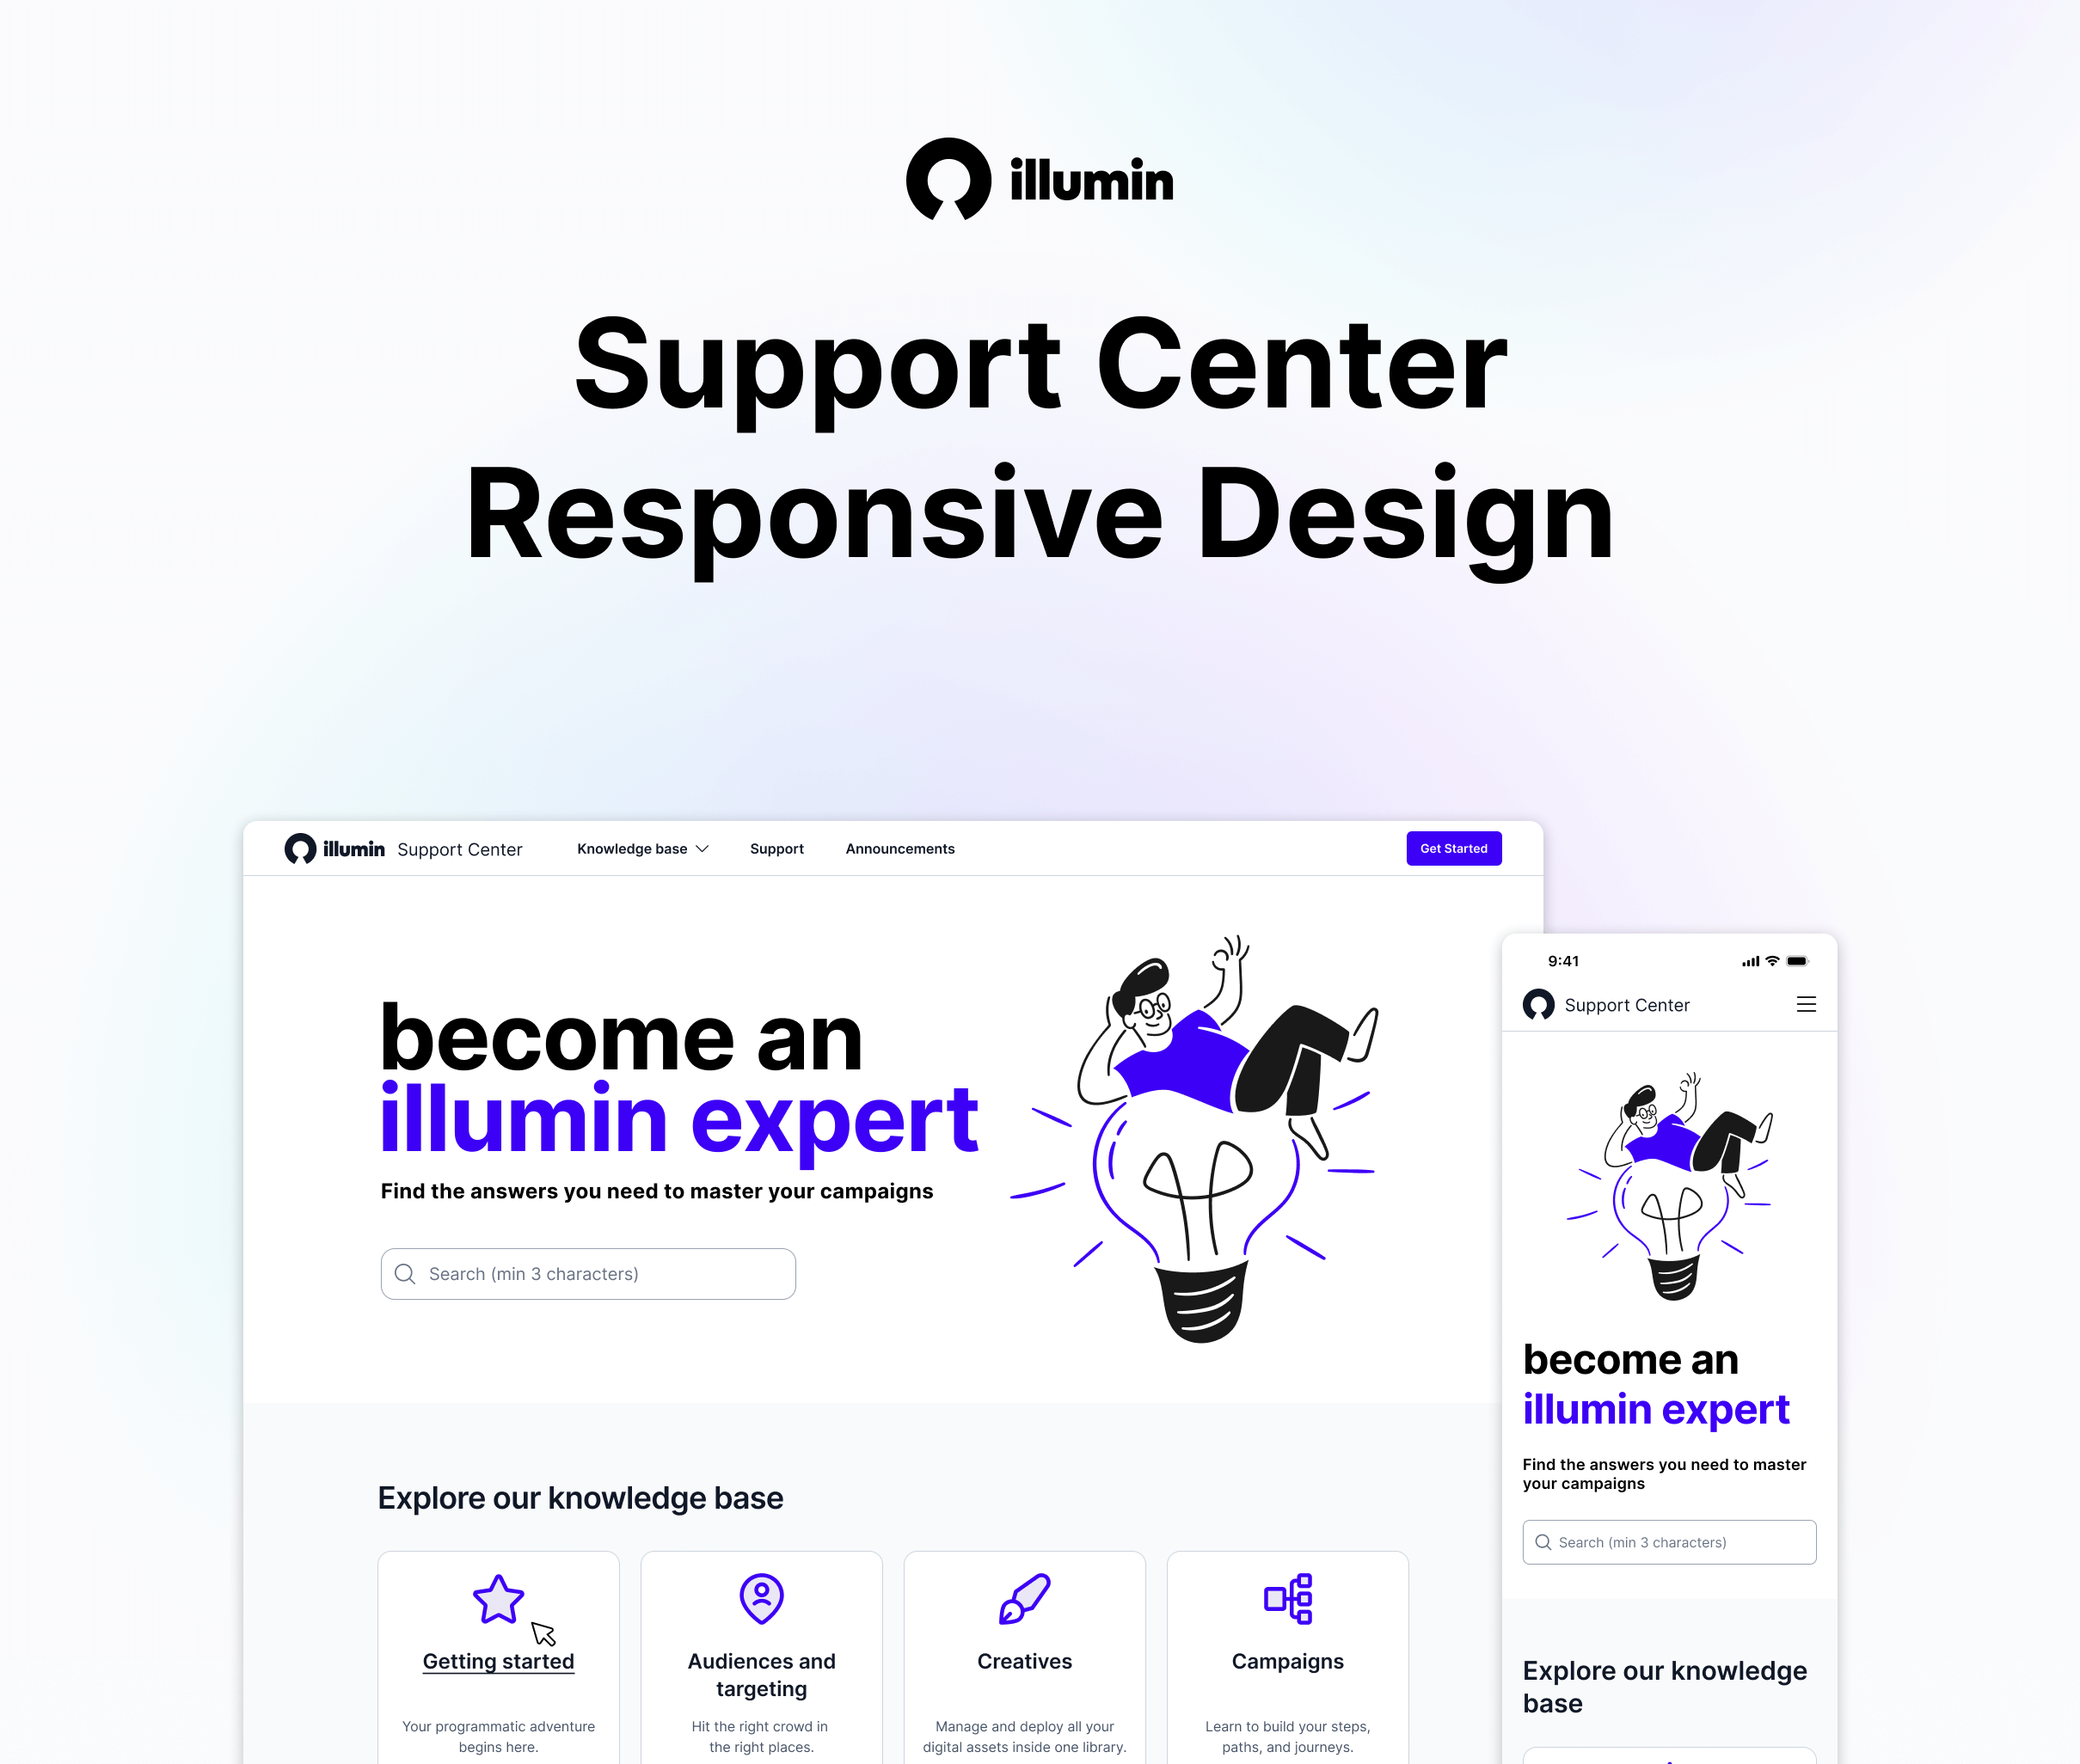 illumin
Support Center
Responsive Design
illumin Support Center
Knowledge base
Support
Announcements
Get Started
become an
illumin expert
Find the answers you need to master your campaigns
Search (min 3 characters)
Explore our knowledge base
Getting started
Your programmatic adventure
begins here.
Audiences and
targeting
Hit the right crowd in
the right places.
Creatives
Manage and deploy all your
digital assets inside one library.
Campaigns
Learn to build your steps,
paths, and journeys.
9:41
Support Center
become an
illumin expert
Find the answers you need to master
your campaigns
Search (min 3 characters)
Explore our knowledge
base